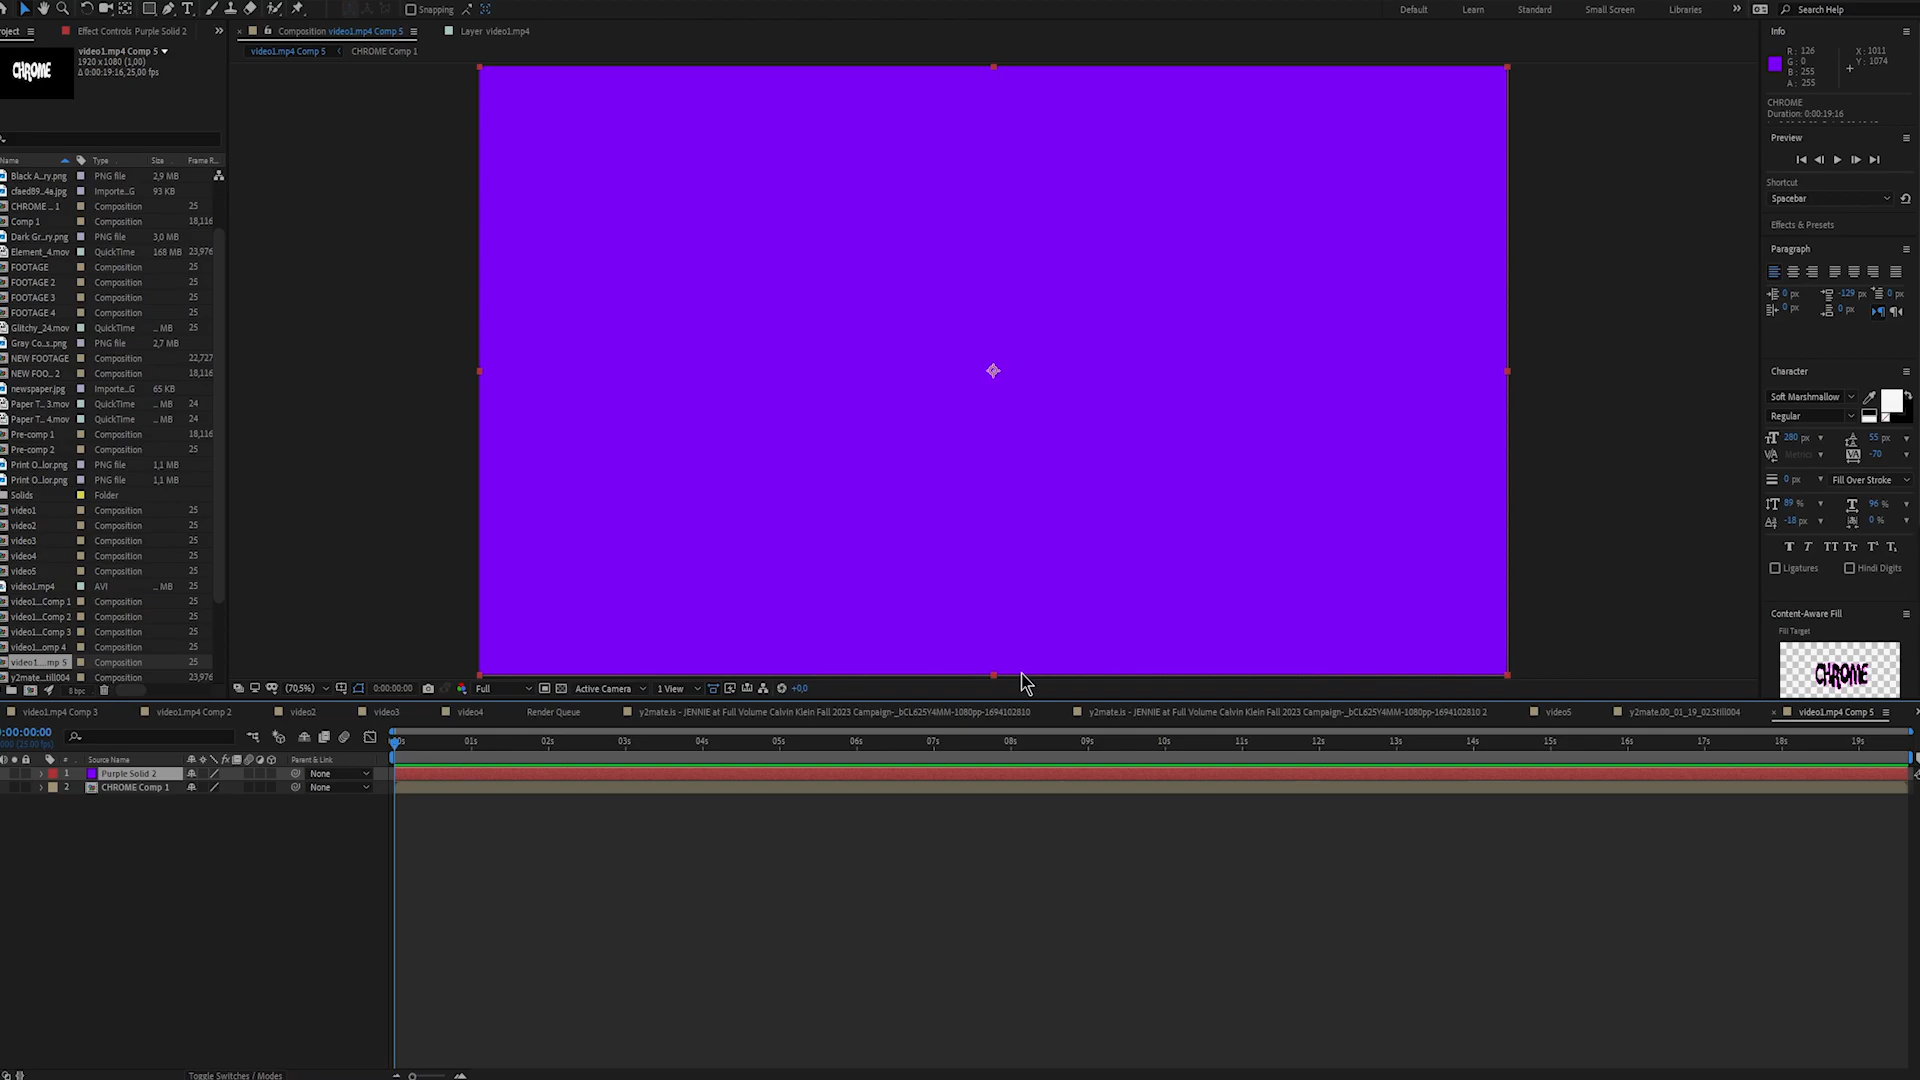 Snapping
Default
Learn
Standard
Small Screen
Libraries
Search Help
roject
Effect Controls Purple Solid 2
Composition video1.mp4 Comp 5
Layer video1.mp4
video1.mp4 Comp 5
CHROME Comp 1
video1.mp4 Comp 5
1920 x 1080 (1,00)
Δ 0:00:19:16, 25,00 fps
CHROME
Name Type Size Frame R...
Black A...ry.png PNG file 2,9 MB
cfaed89...4a.jpg Importe...G 93 KB
CHROME ... 1 Composition 25
Comp 1 Composition 18,116
Dark Gr...ry.png PNG file 3,0 MB
Element_4.mov QuickTime 168 MB 23,976
FOOTAGE Composition 25
FOOTAGE 2 Composition 25
FOOTAGE 3 Composition 25
FOOTAGE 4 Composition 25
Glitchy_24.mov QuickTime ... MB 25
Gray Co...s.png PNG file 2,7 MB
NEW FOOTAGE Composition 22,727
NEW FOO... 2 Composition 18,116
newspaper.jpg Importe...G 65 KB
Paper T... 3.mov QuickTime ... MB 24
Paper T... 4.mov QuickTime ... MB 24
Pre-comp 1 Composition 18,116
Pre-comp 2 Composition 25
Print O...lor.png PNG file 1,1 MB
Print O...lor.png PNG file 1,1 MB
Solids Folder
video1 Composition 25
video2 Composition 25
video3 Composition 25
video4 Composition 25
video5 Composition 25
video1.mp4 AVI ... MB 25
video1...Comp 1 Composition 25
video1...Comp 2 Composition 25
video1...Comp 3 Composition 25
video1...omp 4 Composition 25
video1....mp 5 Composition 25
y2mate...till004 Composition 23,976
8 bpc
(70,5%)
0:00:00:00
Full
Active Camera
1 View
+0,0
Info
R : 126
G : 0
B : 255
A : 255
X : 1011
Y : 1074
CHROME
Duration: 0:00:19:16
Preview
Shortcut
Spacebar
Effects & Presets
Paragraph
0 px -129 px 0 px
0 px 0 px
Character
Soft Marshmallow
Regular
280 px 55 px
Metrics -70
0 px Fill Over Stroke
89 % 96 %
-18 px 0 %
Ligatures Hindi Digits
Content-Aware Fill
Fill Target
CHROME
video1.mp4 Comp 3
video1.mp4 Comp 2
video2
video3
video4
Render Queue
y2mate.is - JENNIE at Full Volume Calvin Klein Fall 2023 Campaign-_bCL625Y4MM-1080pp-1694102810
y2mate.is - JENNIE at Full Volume Calvin Klein Fall 2023 Campaign-_bCL625Y4MM-1080pp-1694102810 2
video5
y2mate.00_01_19_02.Still004
video1.mp4 Comp 5
0:00:00:00
01s 02s 03s 04s 05s 06s 07s 08s 09s 10s 11s 12s 13s 14s 15s 16s 17s 18s 19s
# Source Name Parent & Link
1 Purple Solid 2 None
2 CHROME Comp 1 None
Toggle Switches / Modes